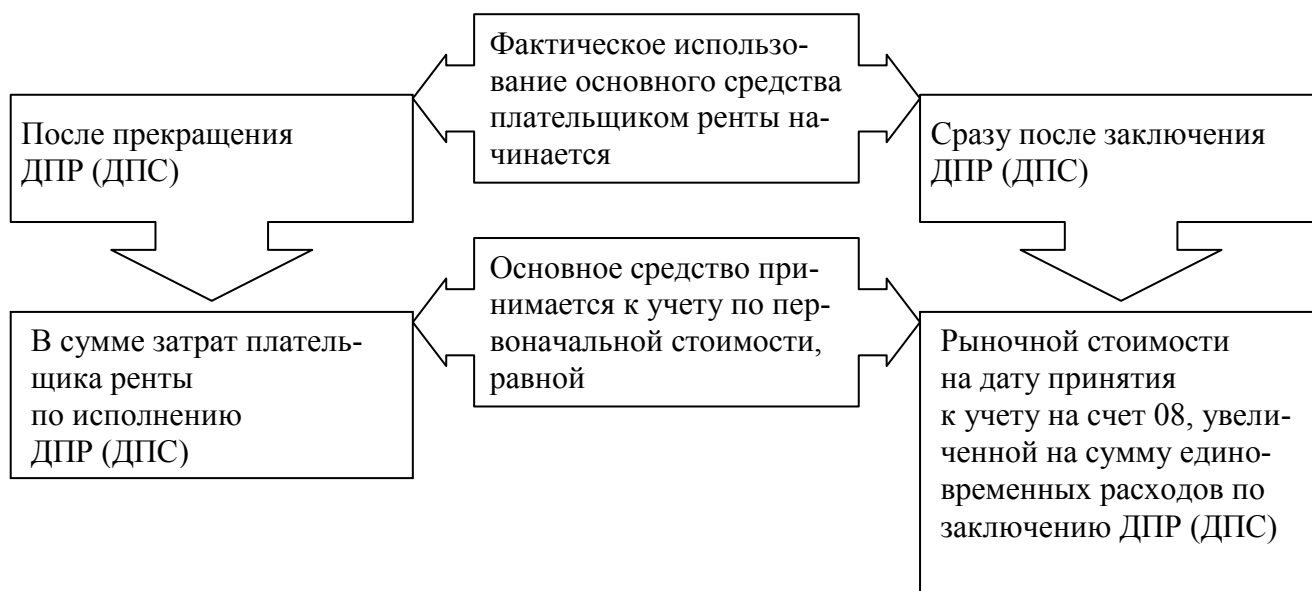 Фактическое использо-
вание основного средства
плательщиком ренты на-
чинается
После прекращения
ДПР (ДПС)
Сразу после заключения
ДПР (ДПС)
Основное средство при-
нимается к учету по пер-
воначальной стоимости,
равной
В сумме затрат платель-
щика ренты
по исполнению
ДПР (ДПС)
Рыночной стоимости
на дату принятия
к учету на счет 08, увели-
ченной на сумму едино-
временных расходов по
заключению ДПР (ДПС)